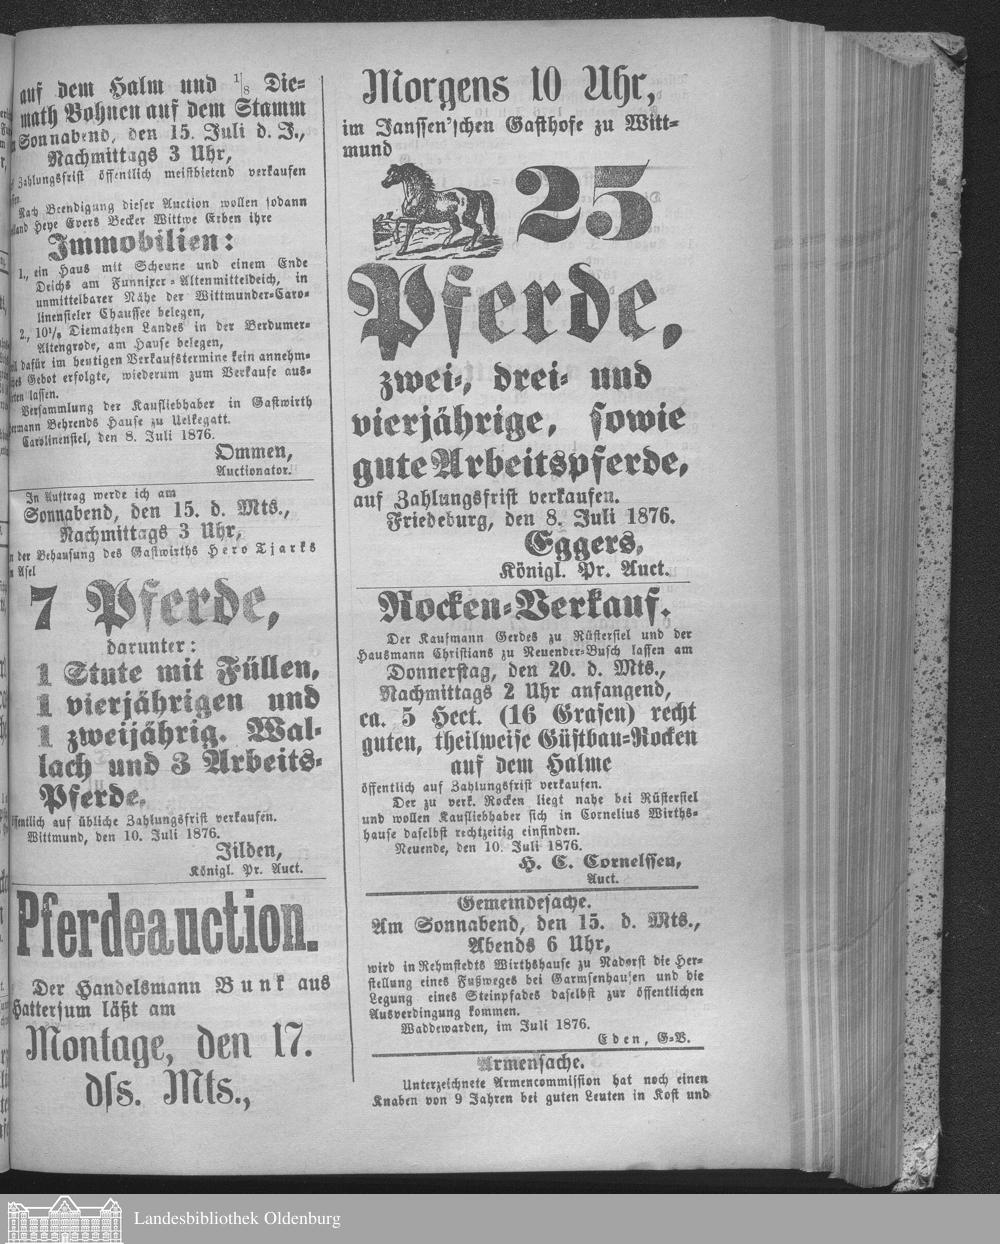 auf dem Halm und 1/8 Die-
math Bohnen auf dem Stamm
Sonnabend, den 15. Juli d. J.,
Nachmittags 3 Uhr,
Zahlungsfrist öffentlich meistbietend verkaufen
Nach Beendigung dieser Auction wollen sodann
Heye Evers Becker Wittwe Erben ihre
Immobilien:
1., ein Haus mit Scheune und einem Ende
Deichs am Funnixer-Altenmitteldeich, in
unmittelbarer Nähe der Wittmunder-Caro-
linensieler Chaussee belegen,
2., 10½ Diemathen Landes in der Berdumer-
Altengrode, am Hause belegen,
dafür im heutigen Verkaufstermine kein annehm-
Gebot erfolgte, wiederum zum Verkaufe aus-
lassen.
Versammlung der Kaufliebhaber in Gastwirth
Behrends Hause zu Uelkegatt.
Carolinensiel, den 8. Juli 1876.
Ommen,
Auctionator.
In Auftrag werde ich am
Sonnabend, den 15. d. Mts.,
Nachmittags 3 Uhr,
der Behausung des Gastwirths Hero Tjarks
Asel
7 Pferde,
darunter:
1 Stute mit Füllen,
1 vierjährigen und
1 zweijährig. Wal-
lach und 3 Arbeits-
Pferde,
auf übliche Zahlungsfrist verkaufen.
Wittmund, den 10. Juli 1876.
Jilden,
Königl. Pr. Auct.
Pferdeauction.
Der Handelsmann Bunk aus
Hattersum läßt am
Montage, den 17.
dss. Mts.,
Morgens 10 Uhr,
im Janssen'schen Gasthofe zu Witt-
mund
25
Pferde,
zwei-, drei- und
vierjährige, sowie
gute Arbeitspferde,
auf Zahlungsfrist verkaufen.
Friedeburg, den 8. Juli 1876.
Eggers,
Königl. Pr. Auct.
Rocken-Verkauf.
Der Kaufmann Gerdes zu Rüstersiel und der
Hausmann Christians zu Neuender-Busch lassen am
Donnerstag, den 20. d. Mts.,
Nachmittags 2 Uhr anfangend,
ca. 5 Hect. (16 Grasen) recht
guten, theilweise Güstbau-Rocken
auf dem Halme
öffentlich auf Zahlungsfrist verkaufen.
Der zu verk. Rocken liegt nahe bei Rüstersiel
und wollen Kaufliebhaber sich in Cornelius Wirths-
hause daselbst rechtzeitig einfinden.
Neuende, den 10. Juli 1876.
H. C. Cornelssen,
Auct.
Gemeindesache.
Am Sonnabend, den 15. d. Mts.,
Abends 6 Uhr,
wird in Rehmstedts Wirthshause zu Nadorst die Her-
stellung eines Fußweges bei Garmsenhausen und die
Legung eines Steinpfades daselbst zur öffentlichen
Ausverdingung kommen.
Waddewarden, im Juli 1876.
Eden, G-V.
Armensache.
Unterzeichnete Armencommission hat noch einen
Knaben von 9 Jahren bei guten Leuten in Kost und
Landesbibliothek Oldenburg